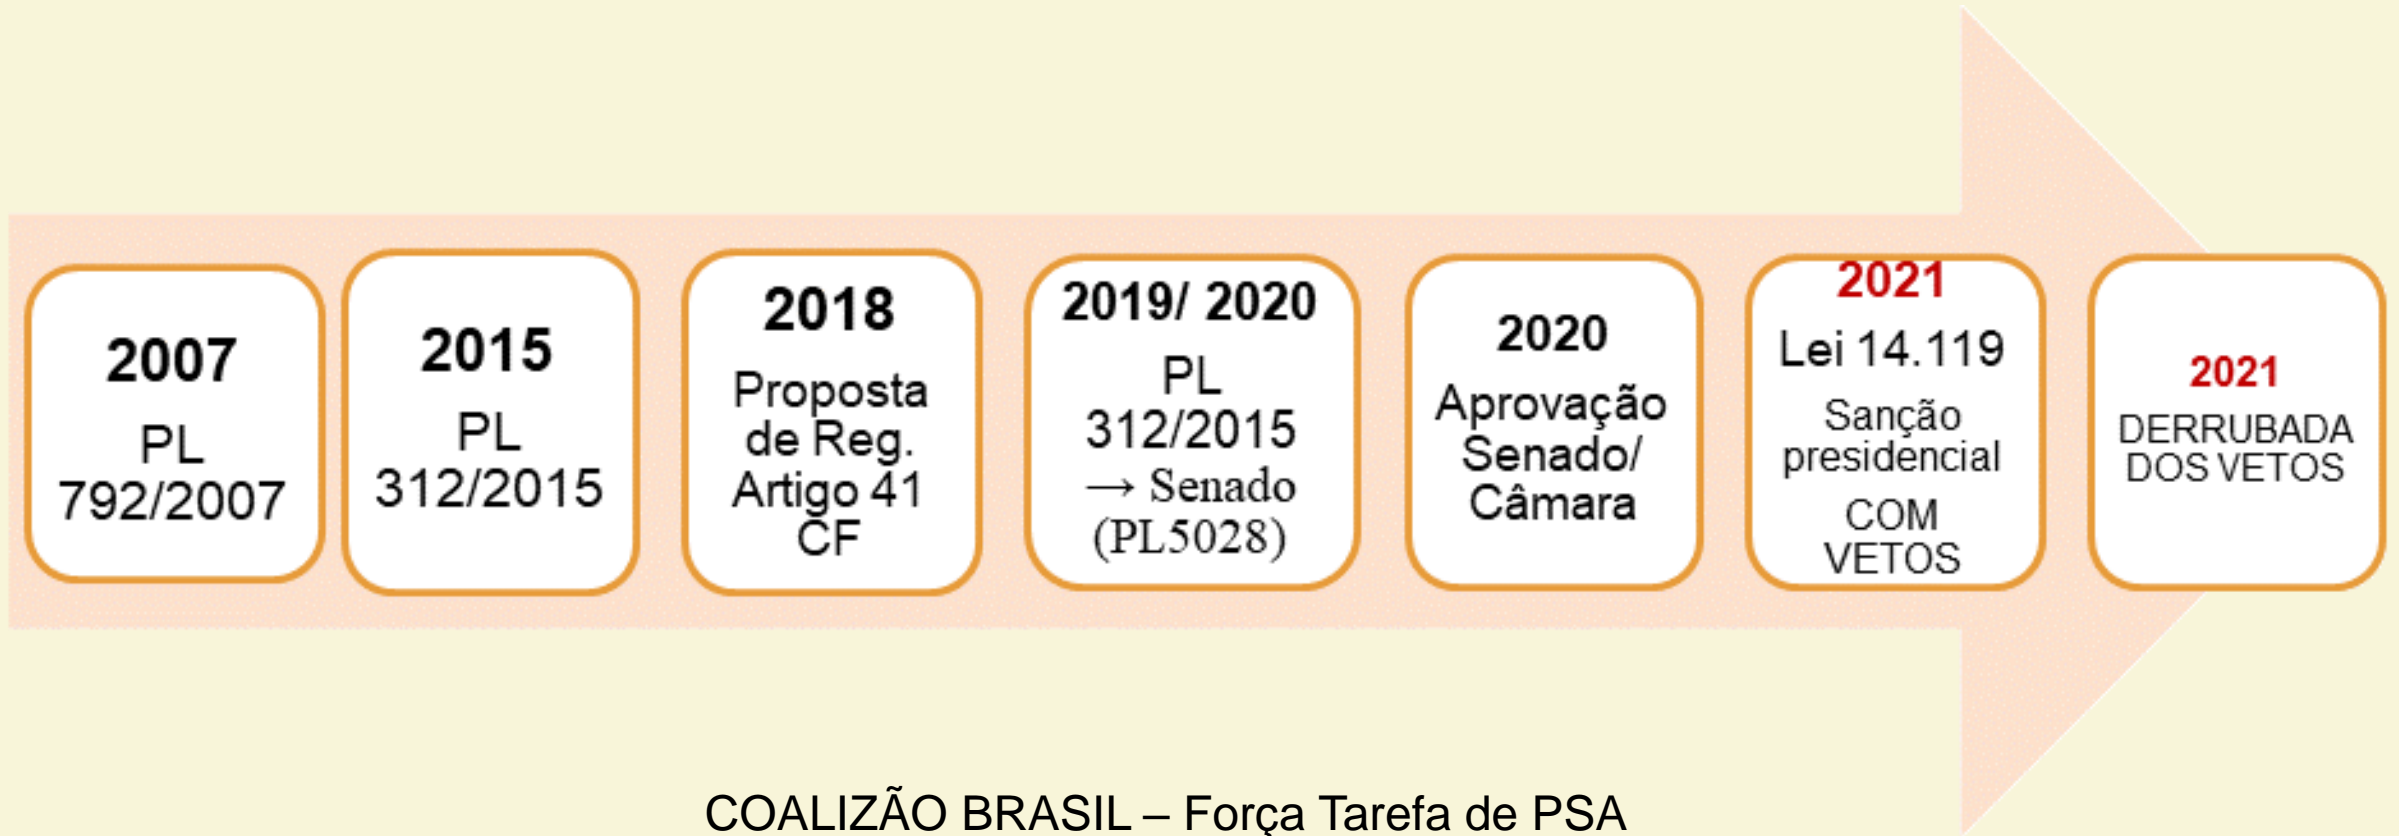 2007
PL
792/2007
2015
PL
312/2015
2018
Proposta
de Reg.
Artigo 41
CF
2019/ 2020
PL
312/2015
→ Senado
(PL5028)
2020
Aprovação
Senado/
Câmara
2021
Lei 14.119
Sanção
presidencial
COM
VETOS
2021
DERRUBADA
DOS VETOS
COALIZÃO BRASIL – Força Tarefa de PSA